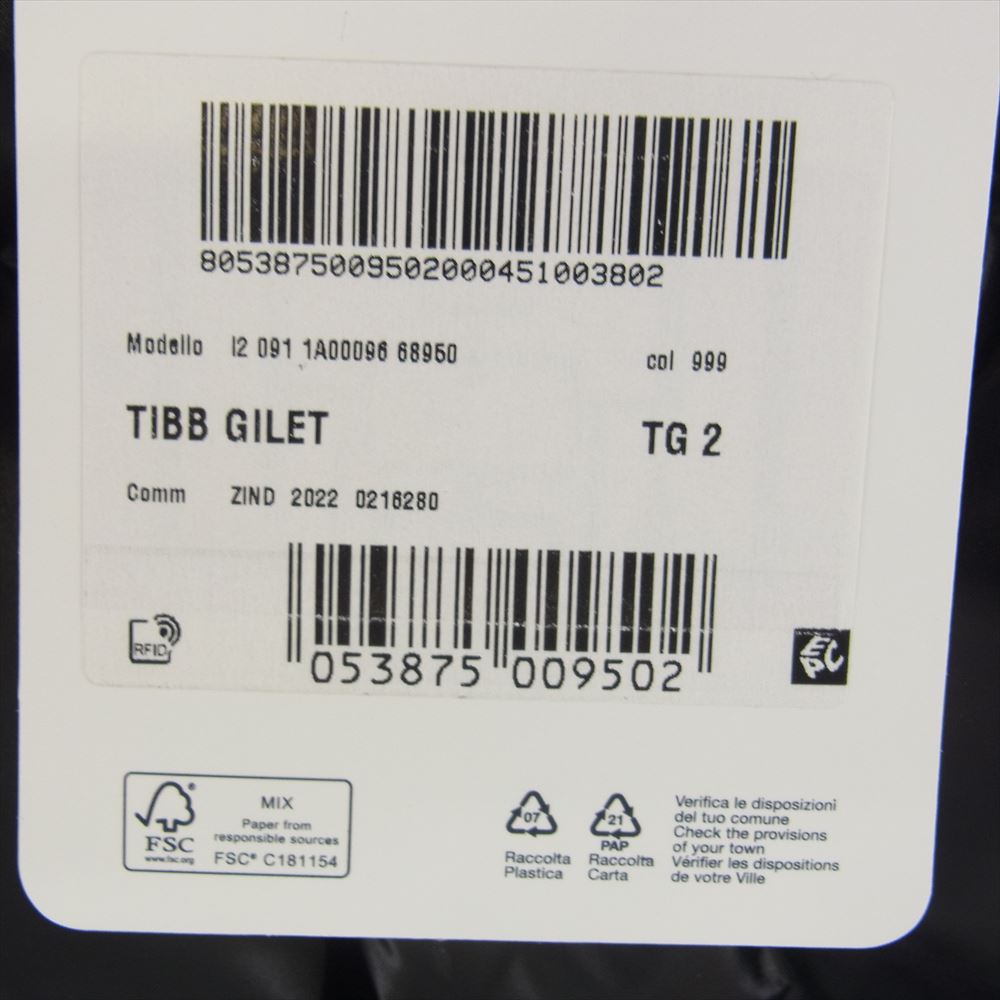 8053875009502000451003802
Modello I2 091 1A00096 68950 col 999
TIBB GILET TG 2
Comm ZIND 2022 0216280
RFID
053875 009502
EPC
FSC
www.fsc.org
MIX
Paper from
responsible sources
FSC® C181154
07
Raccolta
Plastica
21
PAP
Raccolta
Carta
Verifica le disposizioni
del tuo comune
Check the provisions
of your town
Vérifier les dispositions
de votre Ville